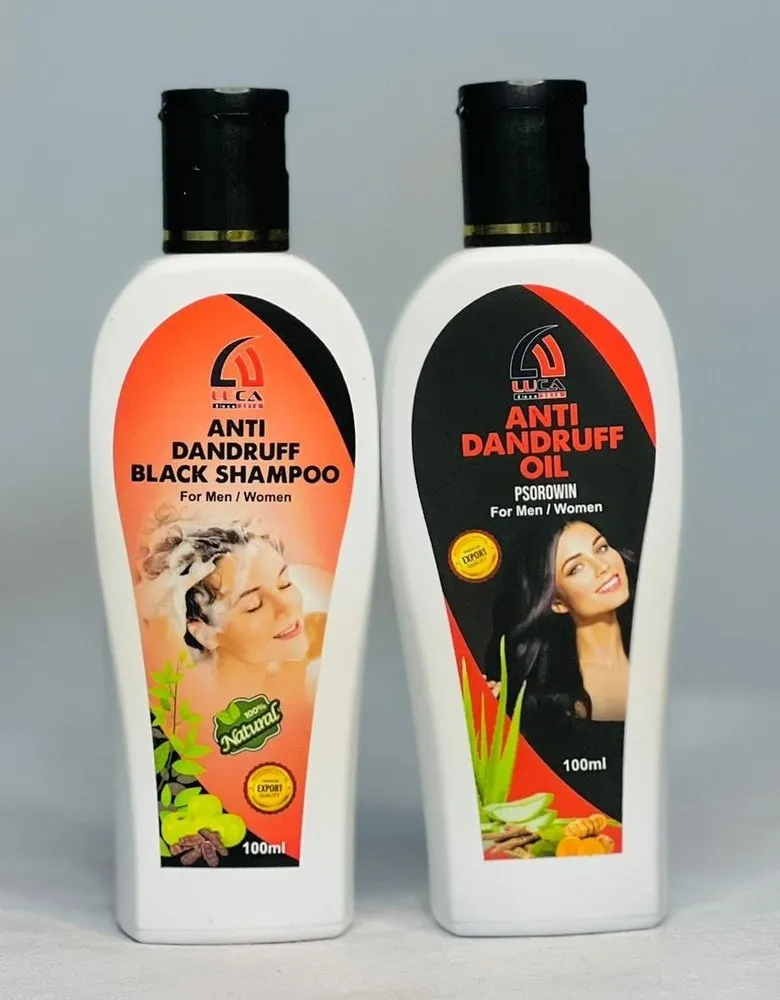 LUCA
ANTI
DANDRUFF
BLACK SHAMPOO
For Men / Women
100%
Natural
EXPORT
QUALITY
100ml
LUCA
ANTI
DANDRUFF
OIL
PSOROWIN
For Men / Women
EXPORT
100ml